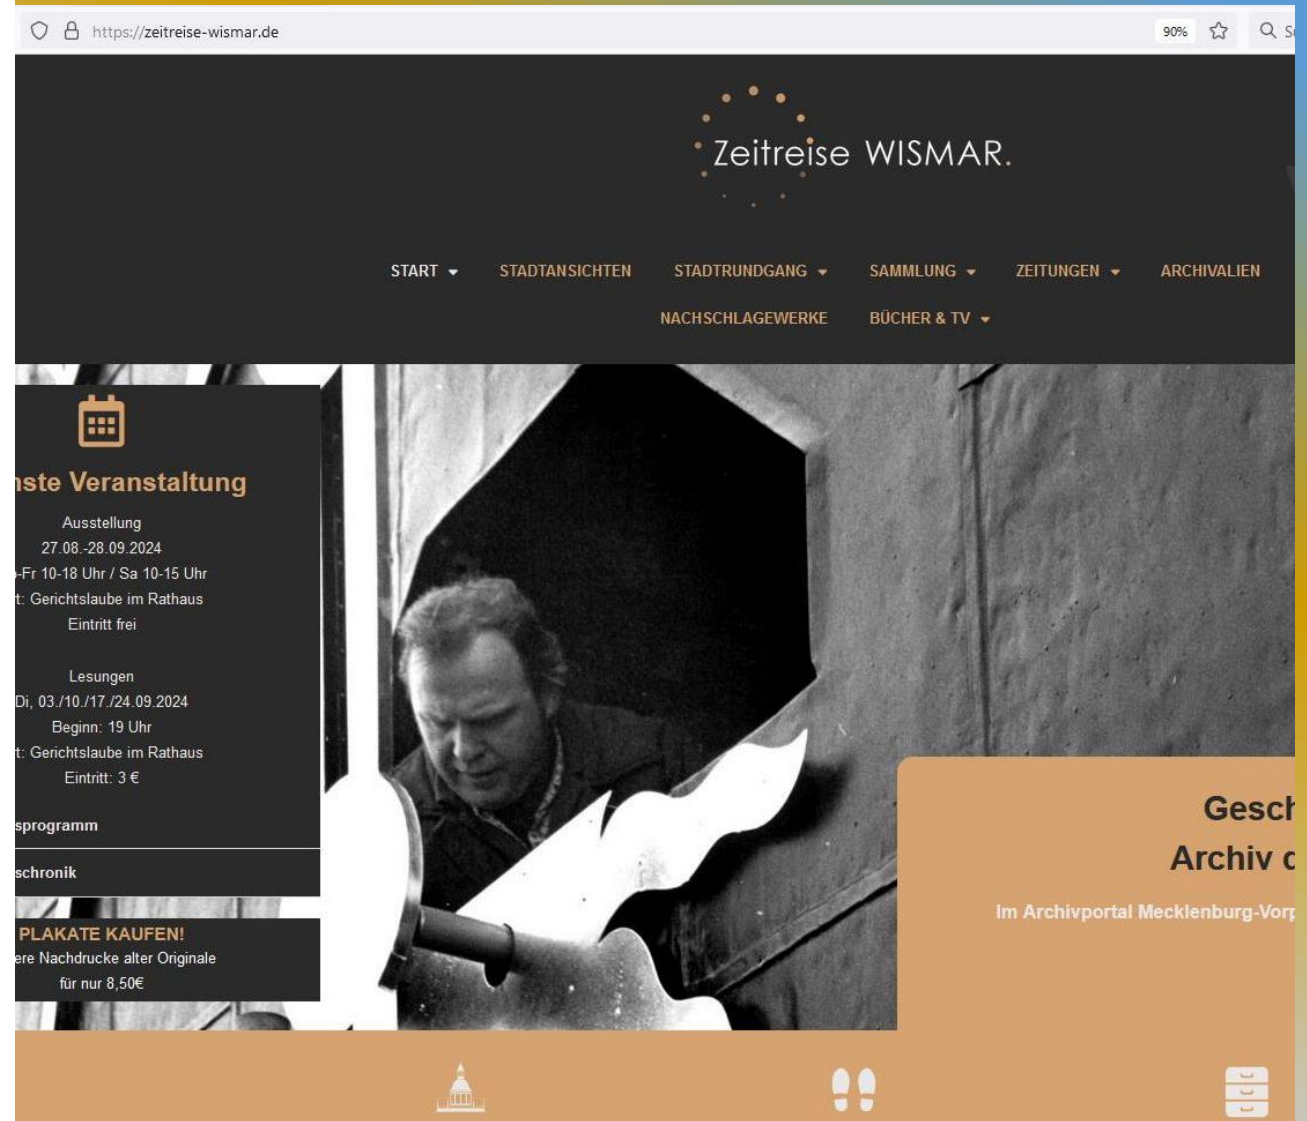 https://zeitreise-wismar.de
90%
Zeitreise WISMAR.
START STADTANSICHTEN STADTRUNDGANG SAMMLUNG ZEITUNGEN ARCHIVALIEN
NACHSCHLAGEWERKE BÜCHER & TV
Veranstaltung
Ausstellung
27.08.-28.09.2024
-Fr 10-18 Uhr / Sa 10-15 Uhr
Gerichtslaube im Rathaus
Eintritt frei
Lesungen
Di, 03./10./17./24.09.2024
Beginn: 19 Uhr
Gerichtslaube im Rathaus
Eintritt: 3 €
sprogramm
schronik
PLAKATE KAUFEN!
ere Nachdrucke alter Originale
für nur 8,50€
Gesch
Archiv
Im Archivportal Mecklenburg-Vorp